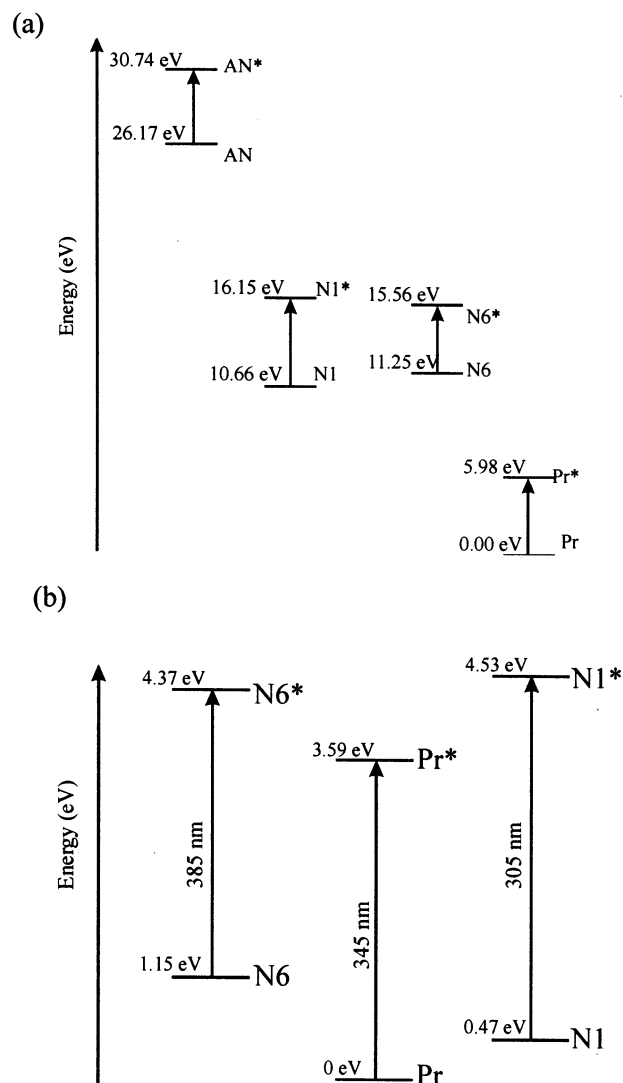 (a)
30.74 eV AN*
26.17 eV
AN
Energy (eV)
16.15 eV N1*
15.56 eV
N6*
10.66 eV N1
11.25 eV N6
5.98 eV
Pr*
0.00 eV Pr
(b)
4.37 eV N6*
4.53 eV N1*
3.59 eV Pr*
Energy (eV)
385 nm
345 nm
305 nm
1.15 eV N6
0.47 eV N1
0 eV Pr